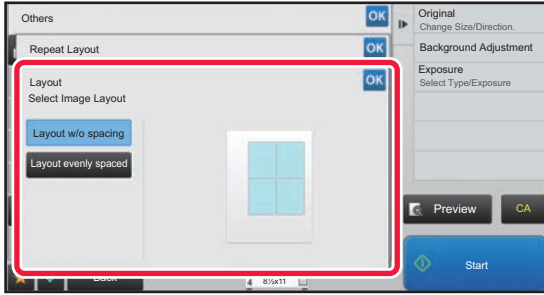 Others
OK
Repeat Layout
OK
Layout
OK
Select Image Layout
Layout w/o spacing
Layout evenly spaced
Original
Change Size/Direction.
Background Adjustment
Exposure
Select Type/Exposure
Preview
CA
Start
Back
4 8½x11